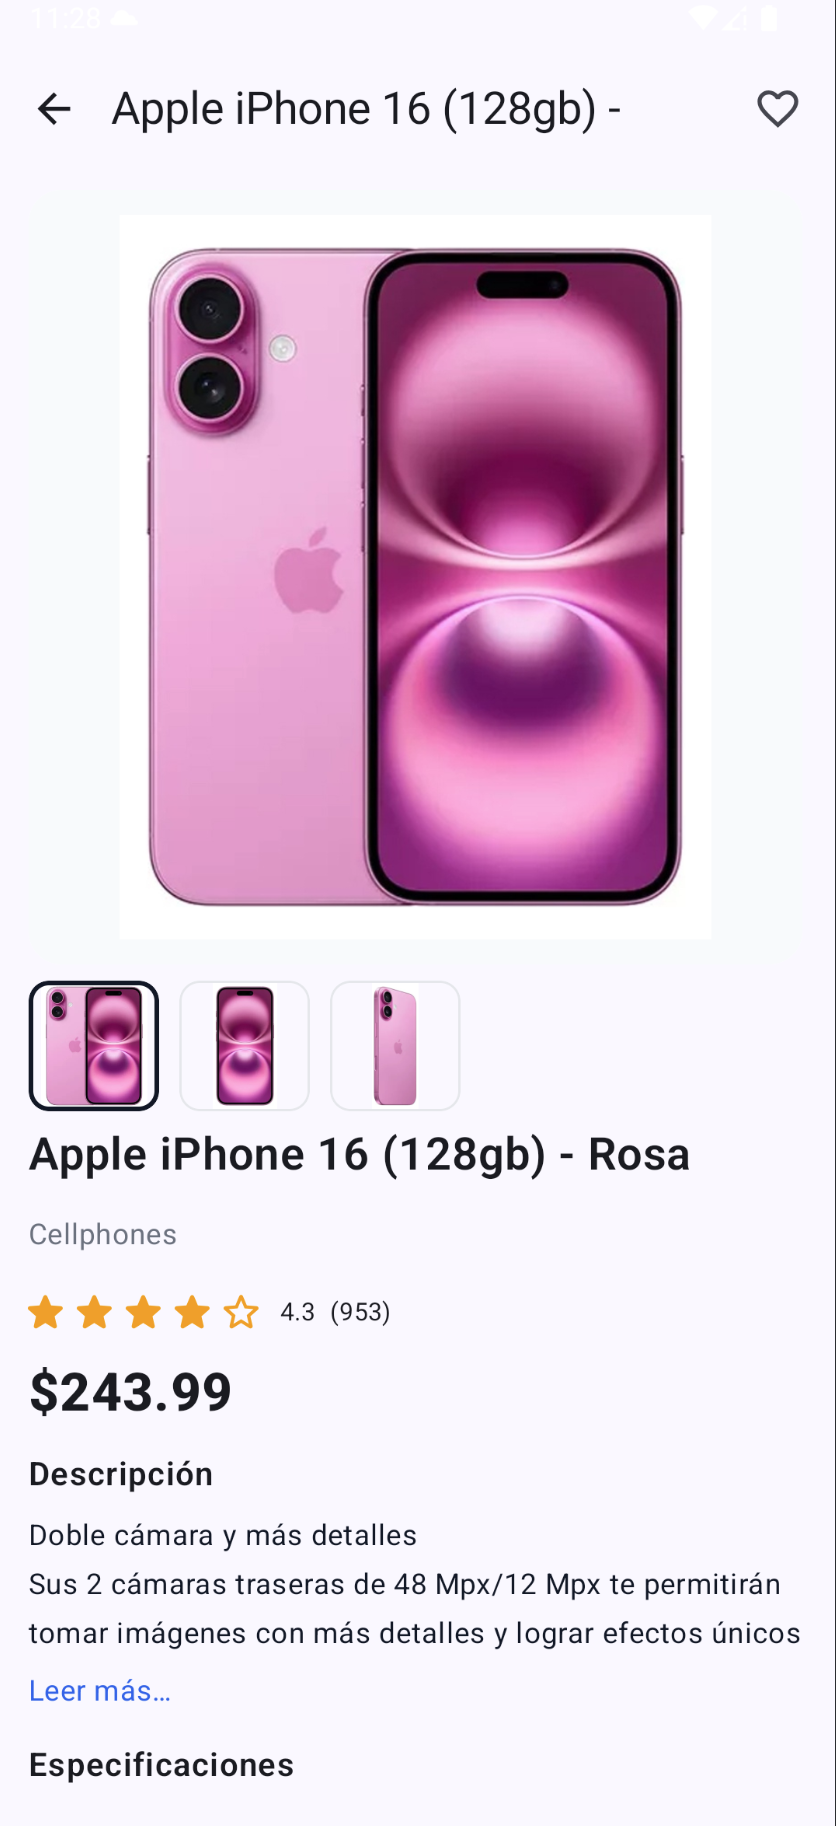 11:28
Apple iPhone 16 (128gb) -
Apple iPhone 16 (128gb) - Rosa
Cellphones
4.3 (953)
$243.99
Descripción
Doble cámara y más detalles
Sus 2 cámaras traseras de 48 Mpx/12 Mpx te permitirán
tomar imágenes con más detalles y lograr efectos únicos
Leer más...
Especificaciones